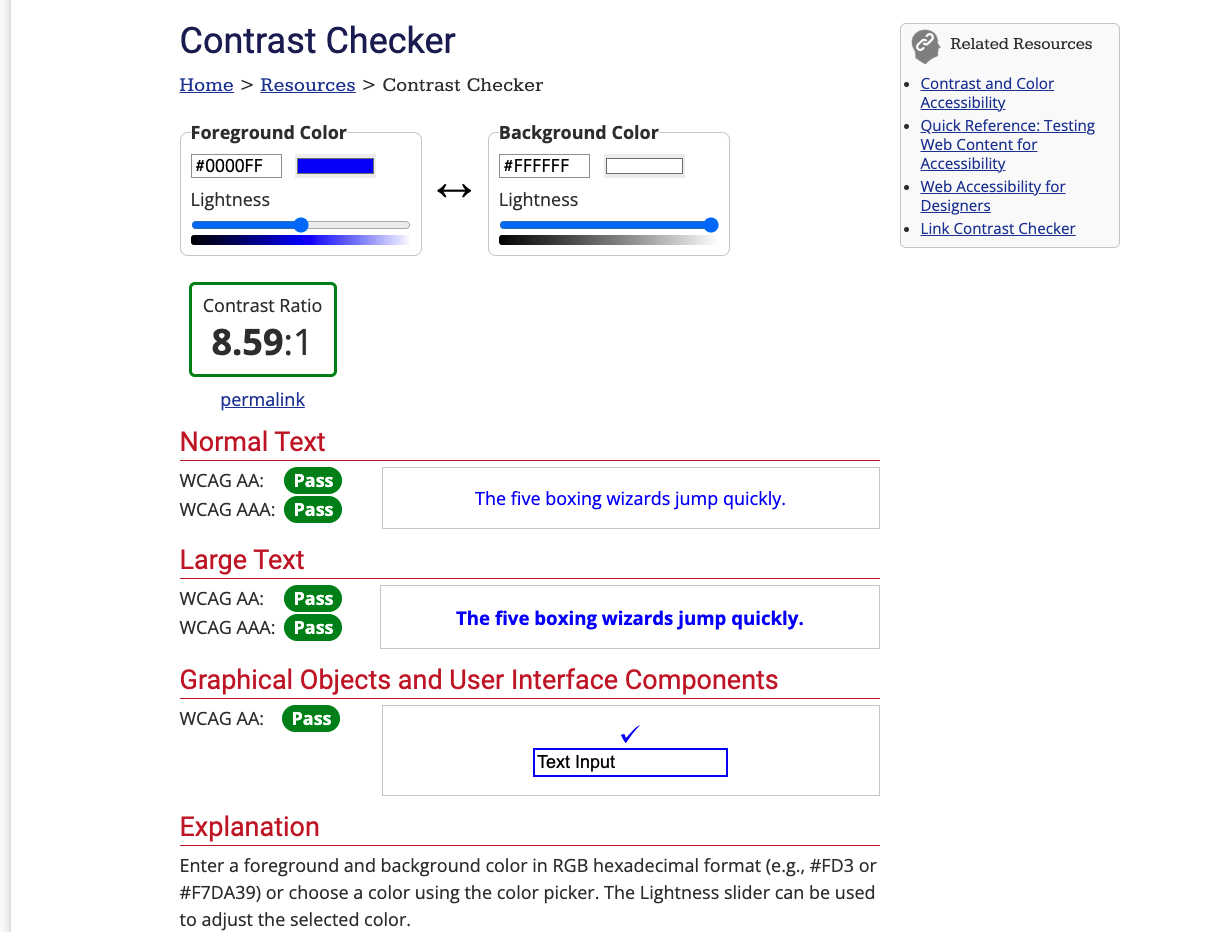 Contrast Checker
Home > Resources > Contrast Checker
Foreground Color
#0000FF
Lightness
Background Color
#FFFFFF
Lightness
Contrast Ratio
8.59:1
permalink
Normal Text
WCAG AA: Pass
WCAG AAA: Pass
The five boxing wizards jump quickly.
Large Text
WCAG AA: Pass
WCAG AAA: Pass
The five boxing wizards jump quickly.
Graphical Objects and User Interface Components
WCAG AA: Pass
✓
Text Input
Explanation
Enter a foreground and background color in RGB hexadecimal format (e.g., #FD3 or
#F7DA39) or choose a color using the color picker. The Lightness slider can be used
to adjust the selected color.
Related Resources
Contrast and Color
Accessibility
Quick Reference: Testing
Web Content for
Accessibility
Web Accessibility for
Designers
Link Contrast Checker